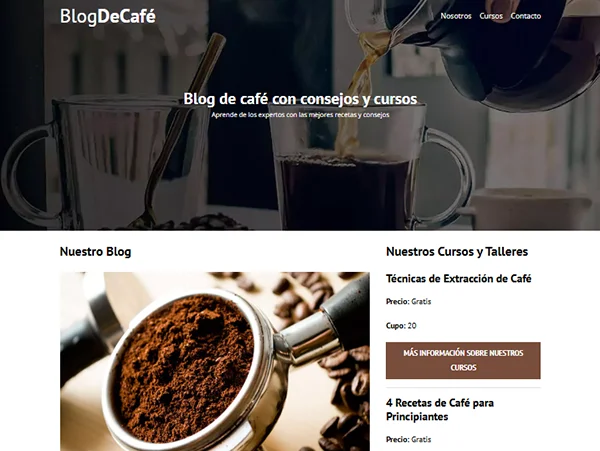 BlogDeCafé
Nosotros Cursos Contacto
Blog de café con consejos y cursos
Aprende de los expertos con las mejores recetas y consejos
Nuestro Blog
Nuestros Cursos y Talleres
Técnicas de Extracción de Café
Precio: Gratis
Cupo: 20
MÁS INFORMACIÓN SOBRE NUESTROS
CURSOS
4 Recetas de Café para
Principiantes
Precio: Gratis